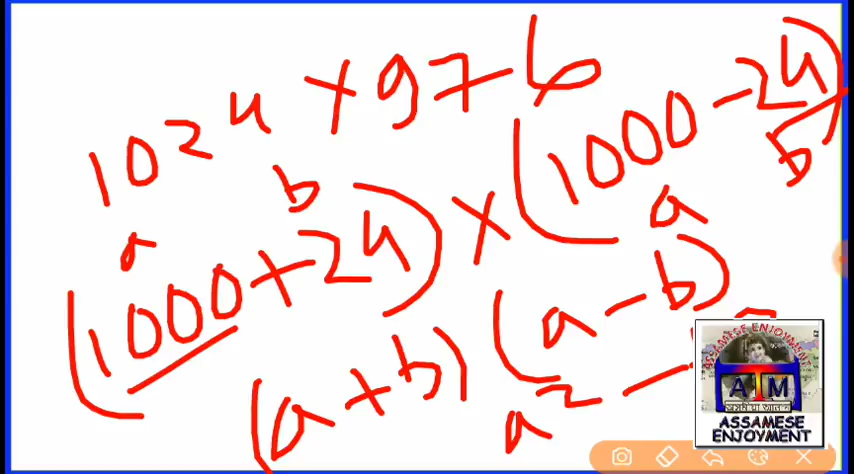 1024 × 976
a b
(1000 + 24) × (1000 - 24)
a b
(a + b) (a - b)
a² -
ASSAMESE ENJOYMENT
ATM
ASSAMESE
ENJOYMENT